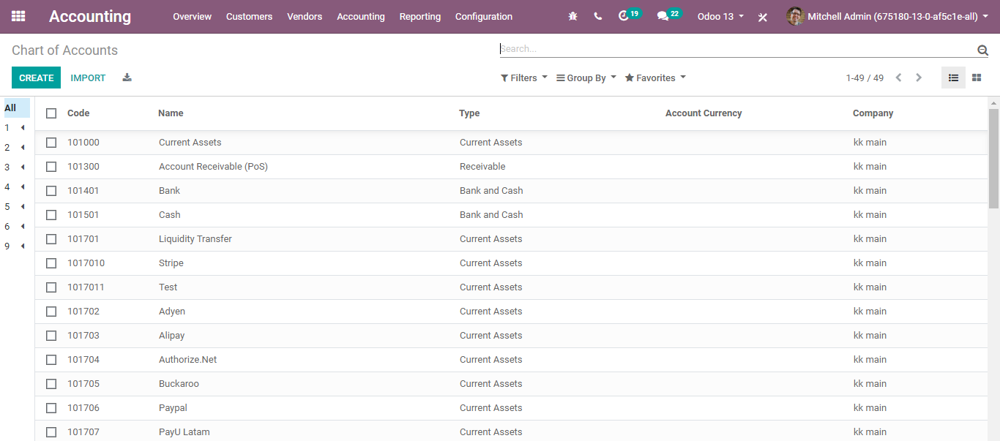 Accounting Overview Customers Vendors Accounting Reporting Configuration 19 22 Odoo 13 Mitchell Admin (675180-13-0-af5c1e-all)
Chart of Accounts Search...
CREATE IMPORT Filters Group By Favorites 1-49 / 49
All Code Name Type Account Currency Company
1
2
3
4
5
6
9
101000 Current Assets Current Assets kk main
101300 Account Receivable (PoS) Receivable kk main
101401 Bank Bank and Cash kk main
101501 Cash Bank and Cash kk main
101701 Liquidity Transfer Current Assets kk main
1017010 Stripe Current Assets kk main
1017011 Test Current Assets kk main
101702 Adyen Current Assets kk main
101703 Alipay Current Assets kk main
101704 Authorize.Net Current Assets kk main
101705 Buckaroo Current Assets kk main
101706 Paypal Current Assets kk main
101707 PayU Latam Current Assets kk main